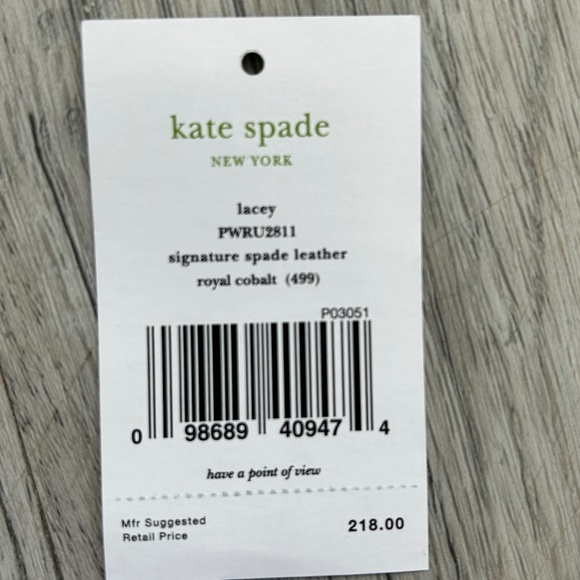 kate spade
NEW YORK
lacey
PWRU2811
signature spade leather
royal cobalt (499)
P03051
0 98689 40947 4
have a point of view
Mfr Suggested
Retail Price
218.00